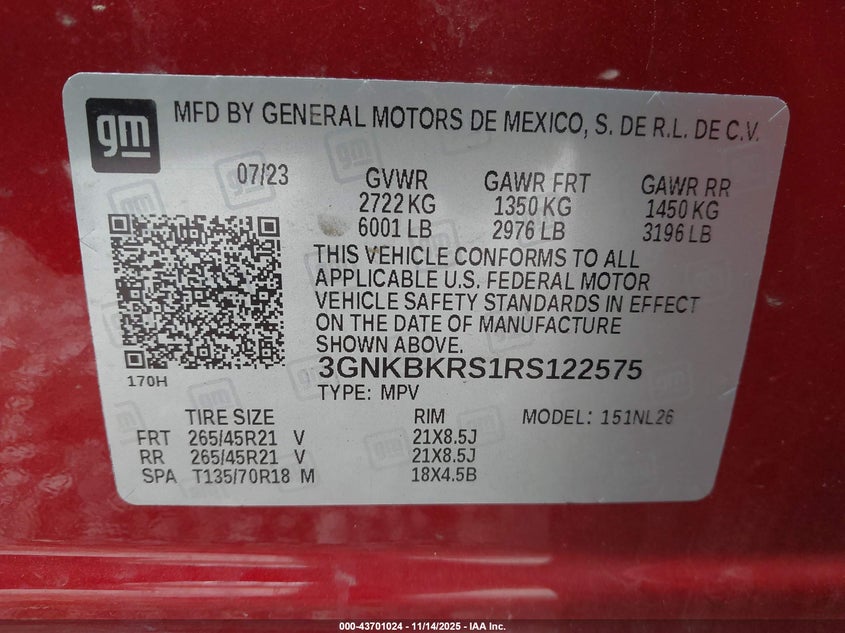 gm
MFD BY GENERAL MOTORS DE MEXICO, S. DE R.L. DE C.V.
07/23
GVWR GAWR FRT GAWR RR
2722 KG 1350 KG 1450 KG
6001 LB 2976 LB 3196 LB
THIS VEHICLE CONFORMS TO ALL
APPLICABLE U.S. FEDERAL MOTOR
VEHICLE SAFETY STANDARDS IN EFFECT
ON THE DATE OF MANUFACTURE
SHOWN ABOVE.
170H
3GNKBKRS1RS122575
TYPE: MPV
TIRE SIZE RIM MODEL: 151NL26
FRT 265/45R21 V 21X8.5J
RR 265/45R21 V 21X8.5J
SPA T135/70R18 M 18X4.5B
000-43701024 - 11/14/2025 - IAA Inc.